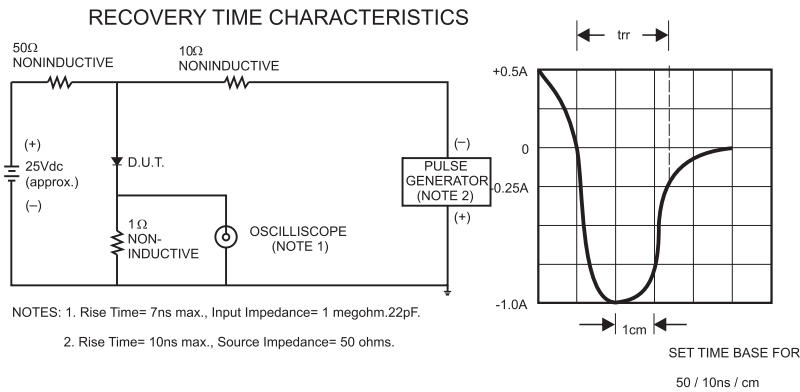 RECOVERY TIME CHARACTERISTICS
50Ω
NONINDUCTIVE
10Ω
NONINDUCTIVE
(+)
25Vdc
(approx.)
(–)
D.U.T.
1Ω
NON-
INDUCTIVE
OSCILLISCOPE
(NOTE 1)
(–)
PULSE
GENERATOR
(NOTE 2)
(+)
trr
+0.5A
0
-0.25A
-1.0A
1cm
NOTES: 1. Rise Time= 7ns max., Input Impedance= 1 megohm.22pF.
2. Rise Time= 10ns max., Source Impedance= 50 ohms.
SET TIME BASE FOR
50 / 10ns / cm